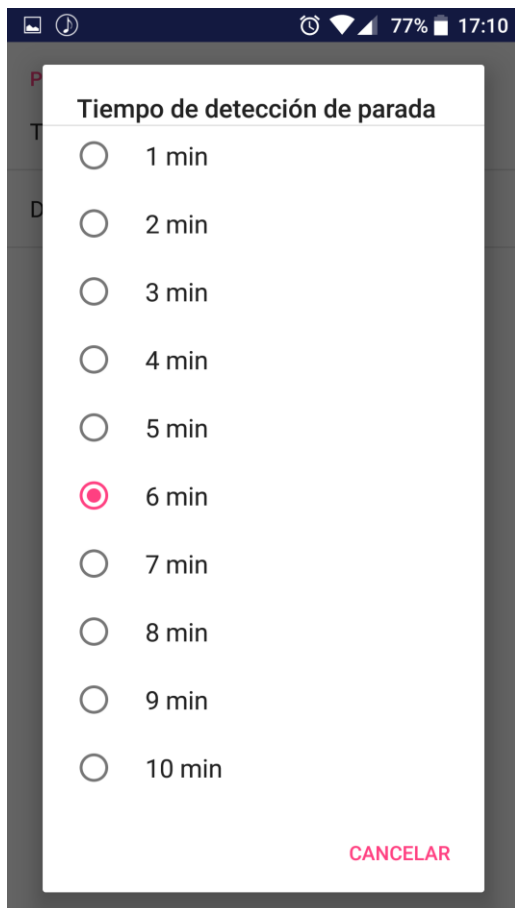 77% 17:10
P
Tiempo de detección de parada
T
1 min
2 min
D
3 min
4 min
5 min
6 min
7 min
8 min
9 min
10 min
CANCELAR